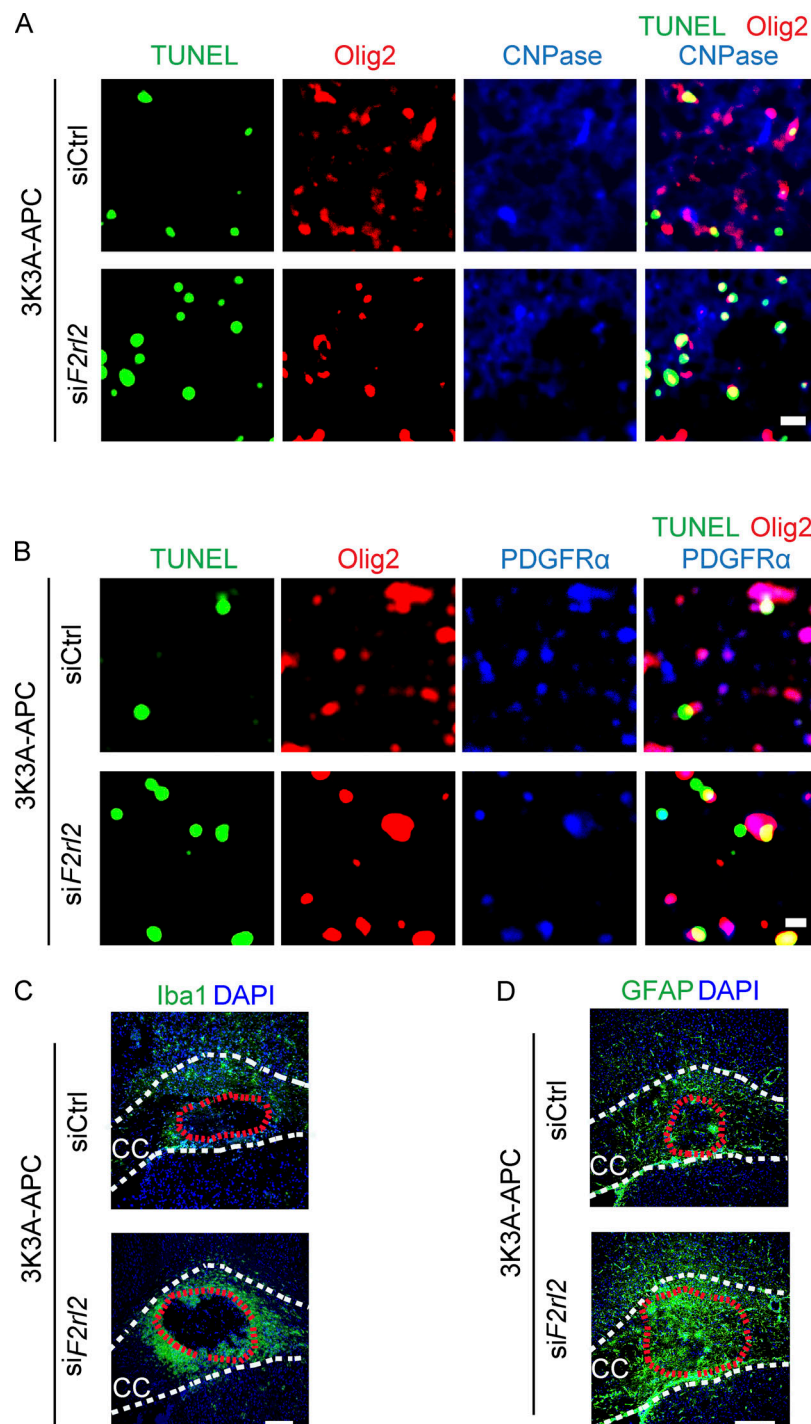 A
TUNEL Olig2
TUNEL Olig2 CNPase CNPase
3K3A-APC
siCtrl
siF2rl2
B
TUNEL Olig2
TUNEL Olig2 PDGFRα PDGFRα
3K3A-APC
siCtrl
siF2rl2
C
Iba1 DAPI
3K3A-APC
siCtrl
CC
siF2rl2
CC
D
GFAP DAPI
3K3A-APC
siCtrl
CC
siF2rl2
CC